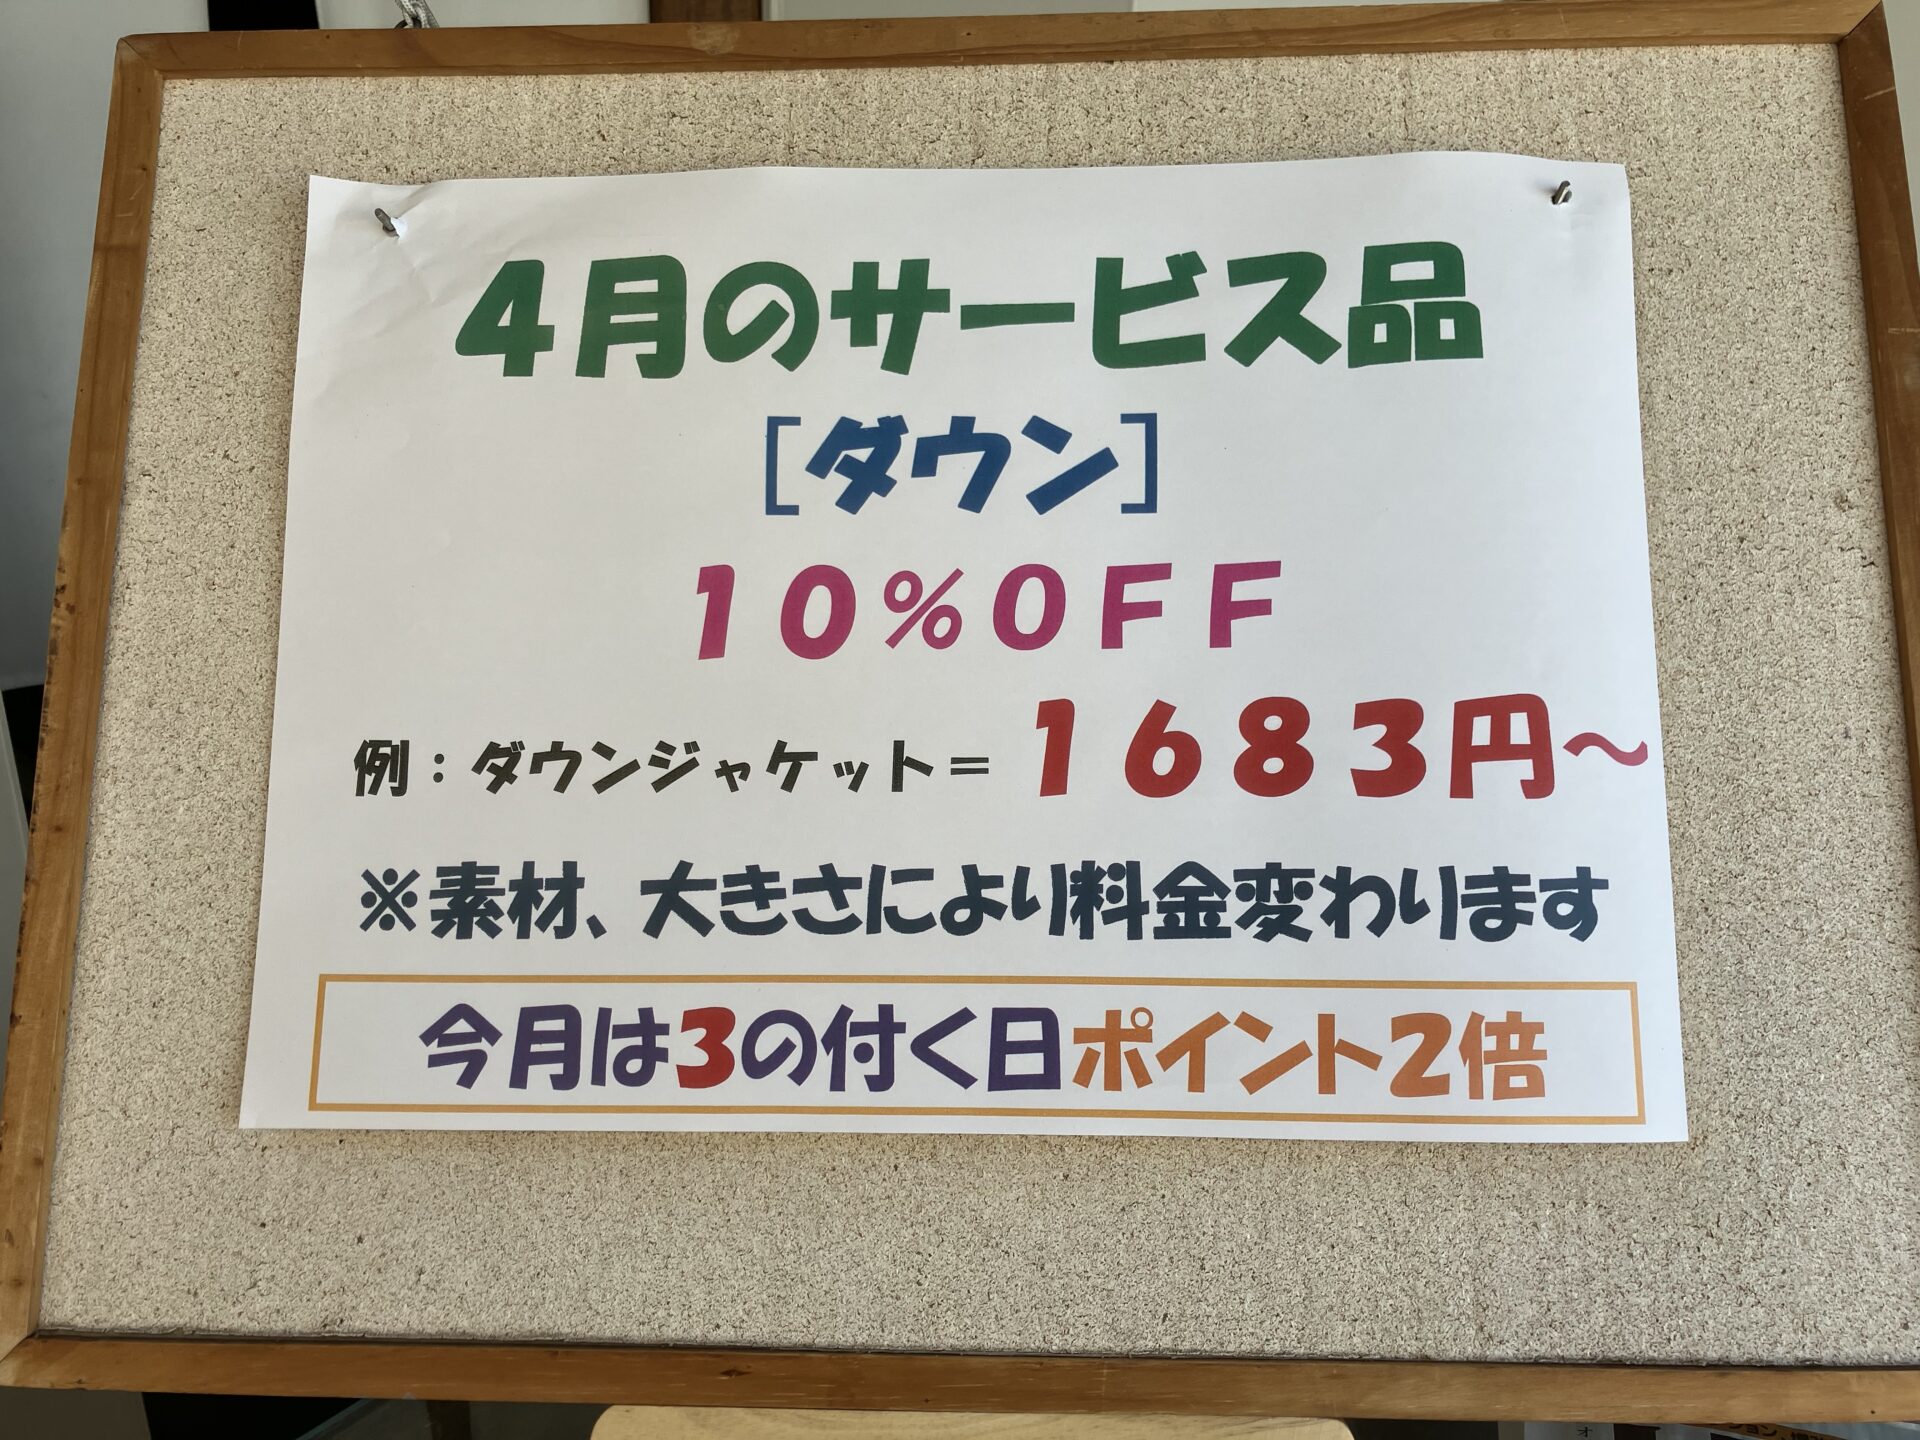 4月のサービス品
[ダウン]
10%OFF
例：ダウンジャケット＝1683円～
※素材、大きさにより料金変わります
今月は3の付く日ポイント2倍